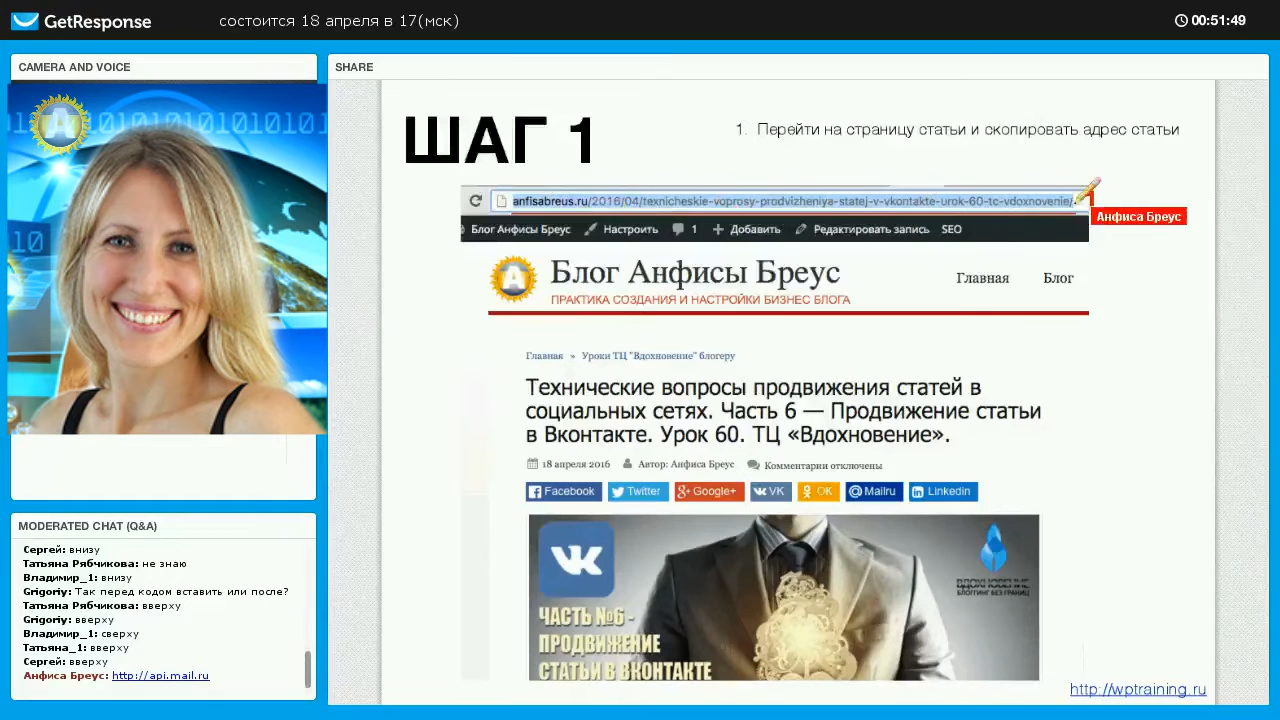 GetResponse
состоится 18 апреля в 17(мск)
00:51:49
CAMERA AND VOICE
SHARE
ШАГ 1
1. Перейти на страницу статьи и скопировать адрес статьи
anfisabreus.ru/2016/04/texnicheskie-voprosy-prodvizheniya-statej-v-vkontakte-urok-60-tc-vdoxnovenie/
Анфиса Бреус
Блог Анфисы Бреус Настроить 1 Добавить Редактировать запись SEO
Блог Анфисы Бреус
ПРАКТИКА СОЗДАНИЯ И НАСТРОЙКИ БИЗНЕС БЛОГА
Главная Блог
Главная » Уроки ТЦ "Вдохновение" блогеру
Технические вопросы продвижения статей в
социальных сетях. Часть 6 — Продвижение статьи
в Вконтакте. Урок 60. ТЦ «Вдохновение».
18 апреля 2016 Автор: Анфиса Бреус Комментарии отключены
Facebook Twitter Google+ VK OK Mailru Linkedin
ВДОХНОВЕНИЕ
БЛОГГИНГ БЕЗ ГРАНИЦ
ЧАСТЬ №6 -
ПРОДВИЖЕНИЕ
СТАТЬИ В ВКОНТАКТЕ
http://wptraining.ru
MODERATED CHAT (Q&A)
Сергей: внизу
Татьяна Рябчикова: не знаю
Владимир_1: внизу
Grigoriy: Так перед кодом вставить или после?
Татьяна Рябчикова: вверху
Grigoriy: вверху
Владимир_1: сверху
Татьяна_1: вверху
Сергей: вверху
Анфиса Бреус: http://api.mail.ru